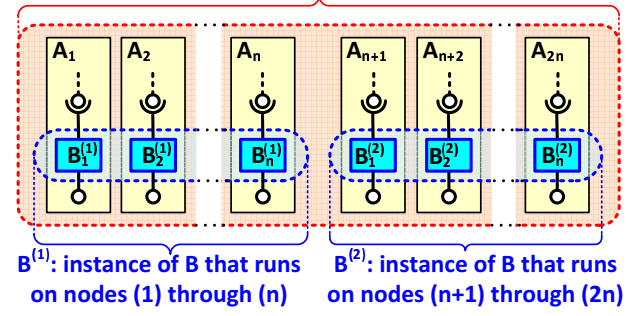 A1 A2 An An+1 An+2 A2n
B1(1) B2(1) Bn(1) B1(2) B2(2) Bn(2)
B(1): instance of B that runs
on nodes (1) through (n)
B(2): instance of B that runs
on nodes (n+1) through (2n)